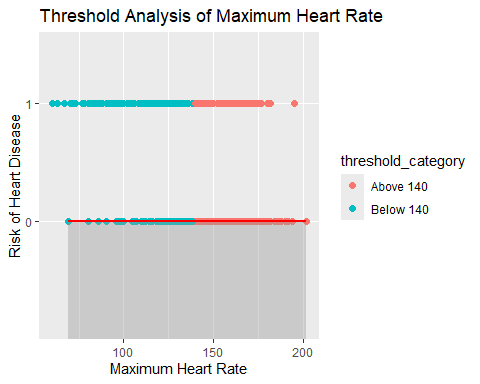 Threshold Analysis of Maximum Heart Rate
Risk of Heart Disease
1
0
100
150
200
Maximum Heart Rate
threshold_category
Above 140
Below 140